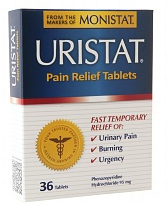 FROM THE MAKERS OF MONISTAT.
URISTAT®
Pain Relief Tablets
FAST TEMPORARY
RELIEF OF:
Urinary Pain
Burning
Urgency
36 Tablets
Phenazopyridine
Hydrochloride 95 mg